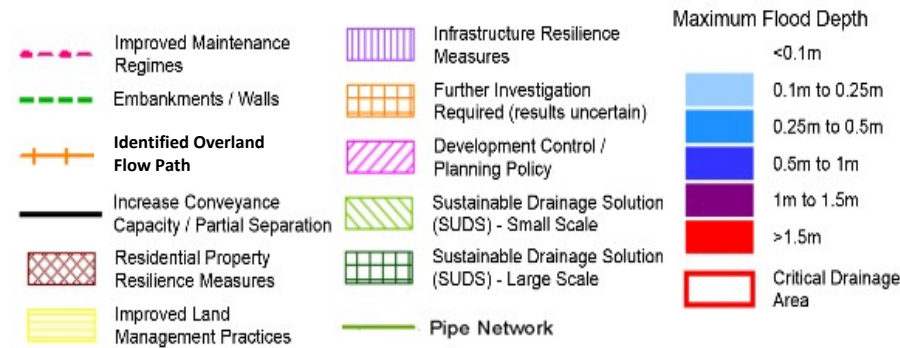 Improved Maintenance
Regimes
Embankments / Walls
Identified Overland
Flow Path
Increase Conveyance
Capacity / Partial Separation
Residential Property
Resilience Measures
Improved Land
Management Practices
Infrastructure Resilience
Measures
Further Investigation
Required (results uncertain)
Development Control /
Planning Policy
Sustainable Drainage Solution
(SUDS) - Small Scale
Sustainable Drainage Solution
(SUDS) - Large Scale
Pipe Network
Maximum Flood Depth
<0.1m
0.1m to 0.25m
0.25m to 0.5m
0.5m to 1m
1m to 1.5m
>1.5m
Critical Drainage
Area